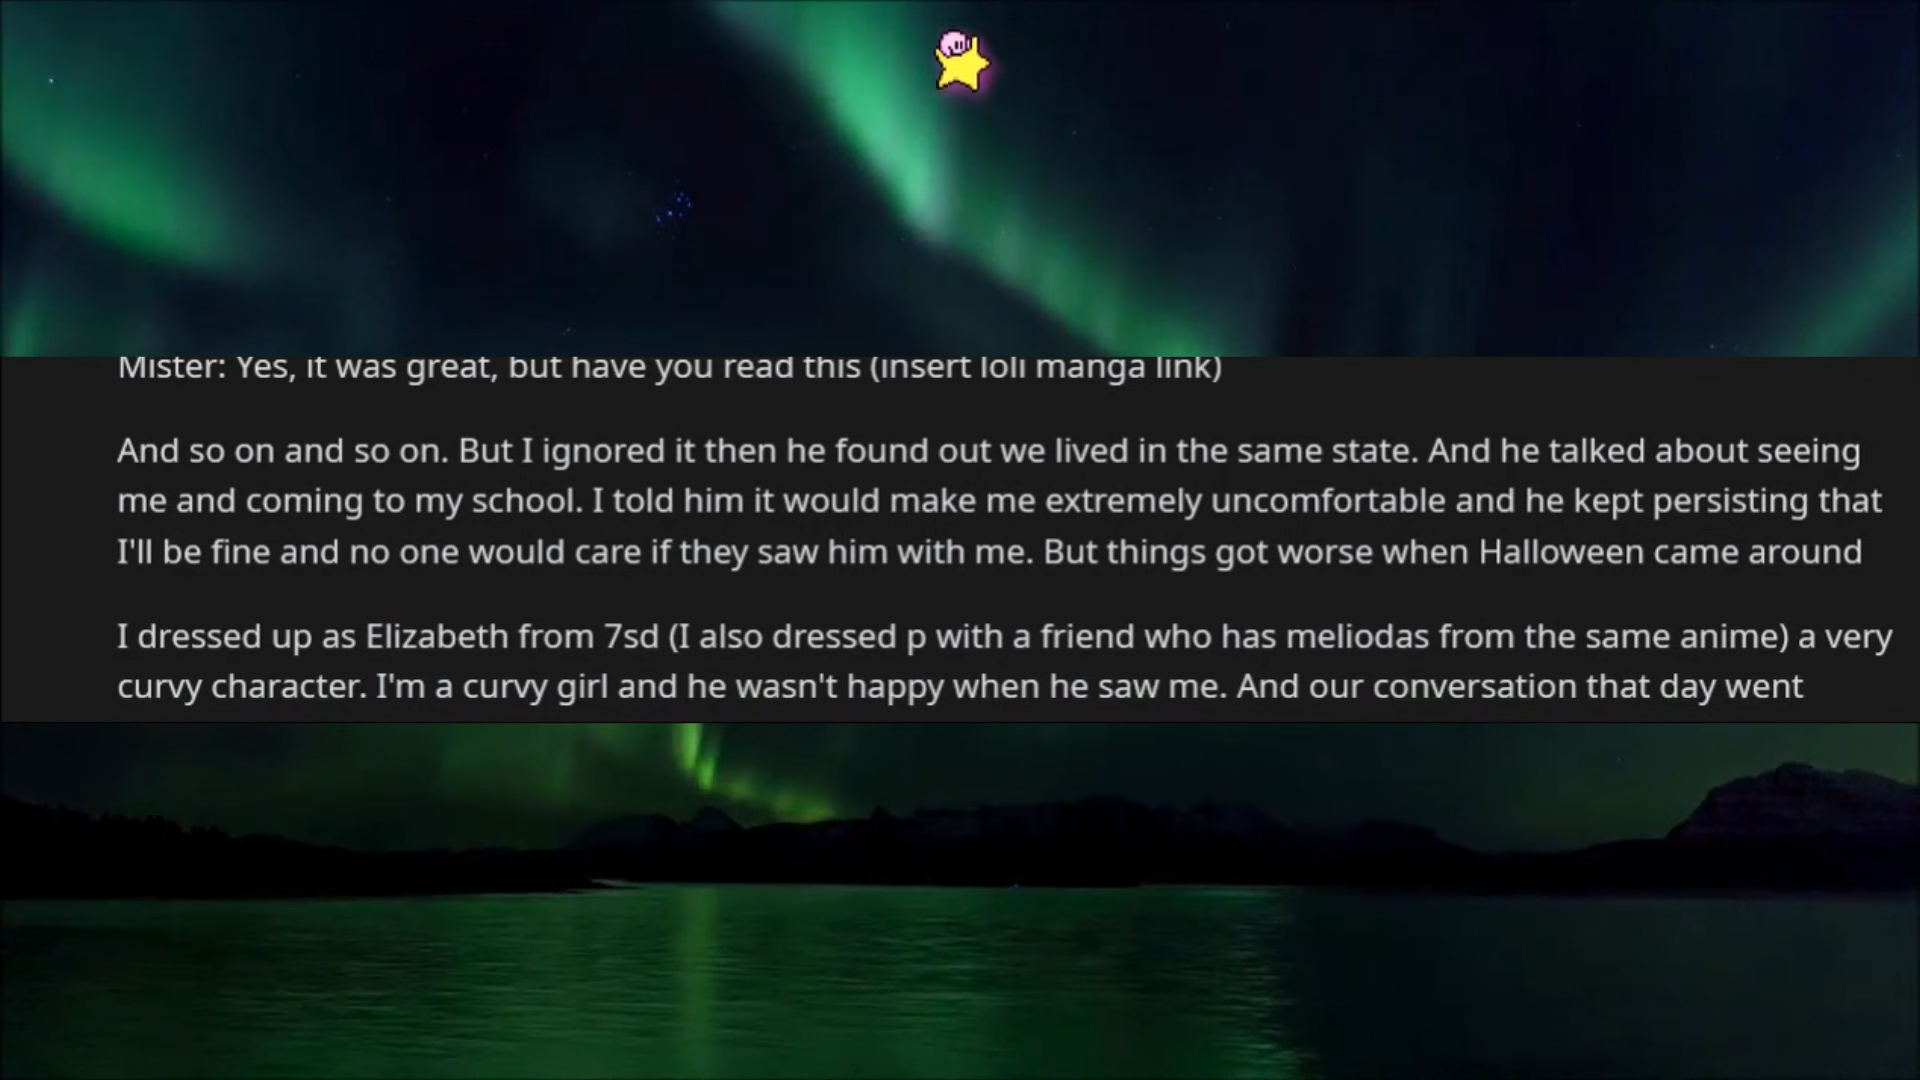 Mister: Yes, it was great, but have you read this (insert loli manga link)
And so on and so on. But I ignored it then he found out we lived in the same state. And he talked about seeing
me and coming to my school. I told him it would make me extremely uncomfortable and he kept persisting that
I'll be fine and no one would care if they saw him with me. But things got worse when Halloween came around
I dressed up as Elizabeth from 7sd (I also dressed p with a friend who has meliodas from the same anime) a very
curvy character. I'm a curvy girl and he wasn't happy when he saw me. And our conversation that day went